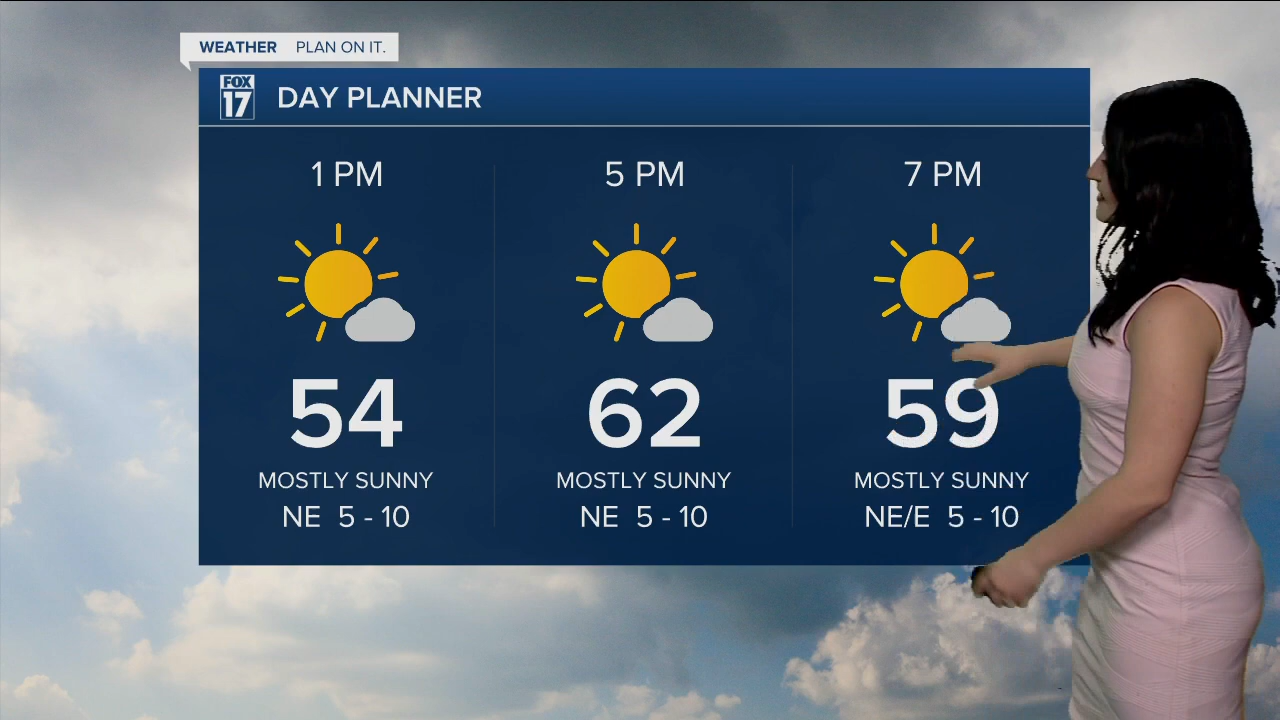 WEATHER PLAN ON IT.
FOX 17 DAY PLANNER
1 PM 5 PM 7 PM
54 62 59
MOSTLY SUNNY MOSTLY SUNNY MOSTLY SUNNY
NE 5 - 10 NE 5 - 10 NE/E 5 - 10